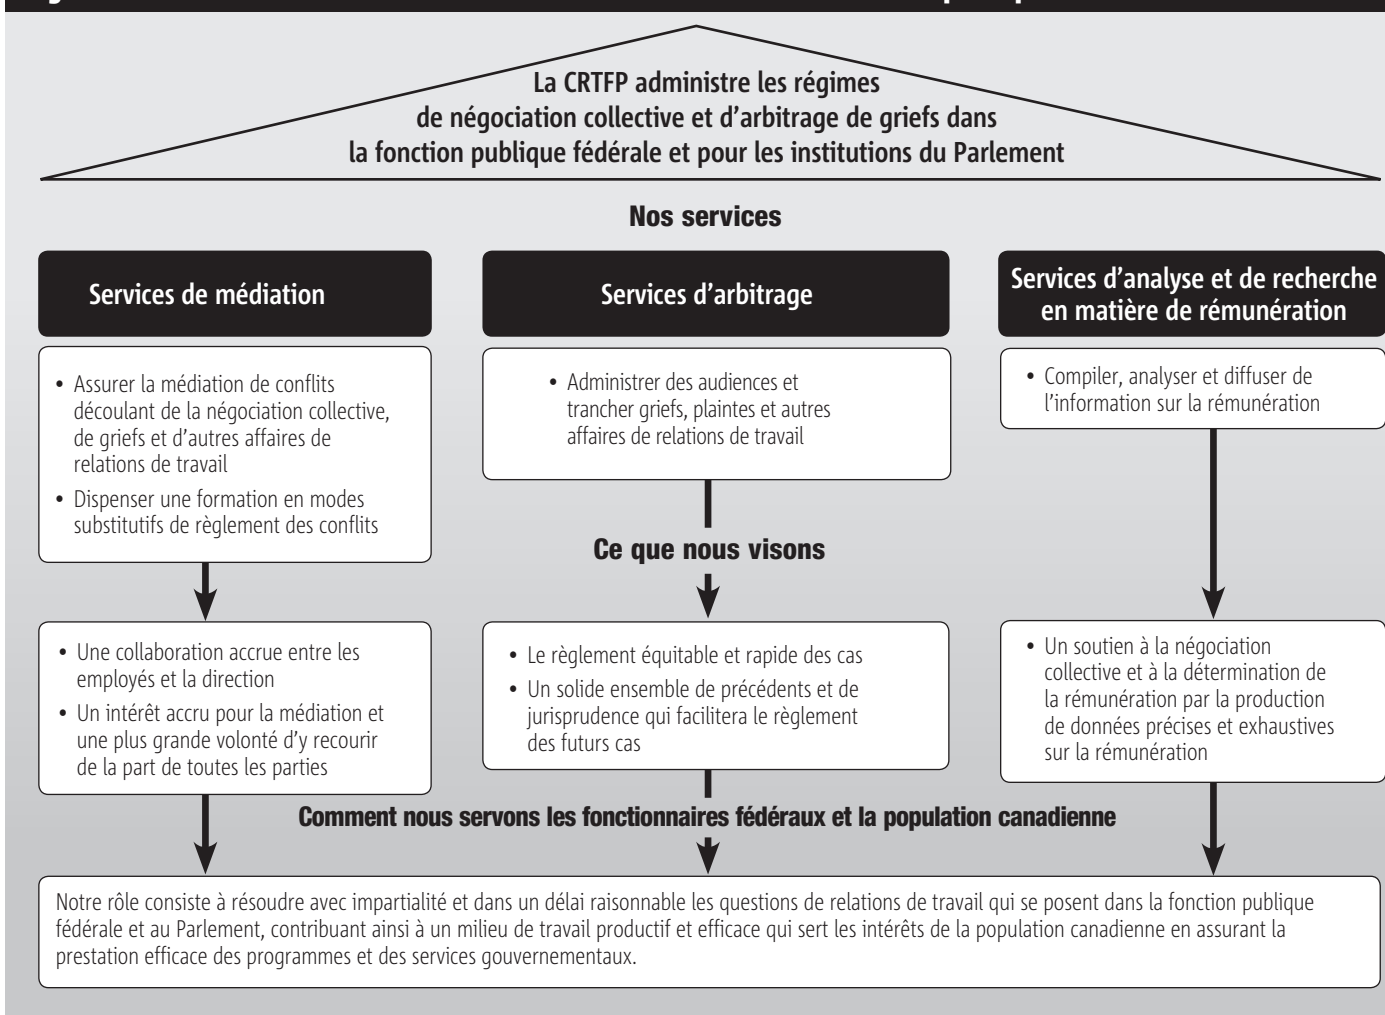 La CRTFP administre les régimes
de négociation collective et d'arbitrage de griefs dans
la fonction publique fédérale et pour les institutions du Parlement
Nos services
Services de médiation
• Assurer la médiation de conflits
découlant de la négociation collective,
de griefs et d'autres affaires de
relations de travail
• Dispenser une formation en modes
substitutifs de règlement des conflits
Services d'arbitrage
• Administrer des audiences et
trancher griefs, plaintes et autres
affaires de relations de travail
Services d'analyse et de recherche
en matière de rémunération
• Compiler, analyser et diffuser de
l'information sur la rémunération
Ce que nous visons
• Une collaboration accrue entre les
employés et la direction
• Un intérêt accru pour la médiation et
une plus grande volonté d'y recourir
de la part de toutes les parties
• Le règlement équitable et rapide des cas
• Un solide ensemble de précédents et de
jurisprudence qui facilitera le règlement
des futurs cas
• Un soutien à la négociation
collective et à la détermination de
la rémunération par la production
de données précises et exhaustives
sur la rémunération
Comment nous servons les fonctionnaires fédéraux et la population canadienne
Notre rôle consiste à résoudre avec impartialité et dans un délai raisonnable les questions de relations de travail qui se posent dans la fonction publique
fédérale et au Parlement, contribuant ainsi à un milieu de travail productif et efficace qui sert les intérêts de la population canadienne en assurant la
prestation efficace des programmes et des services gouvernementaux.